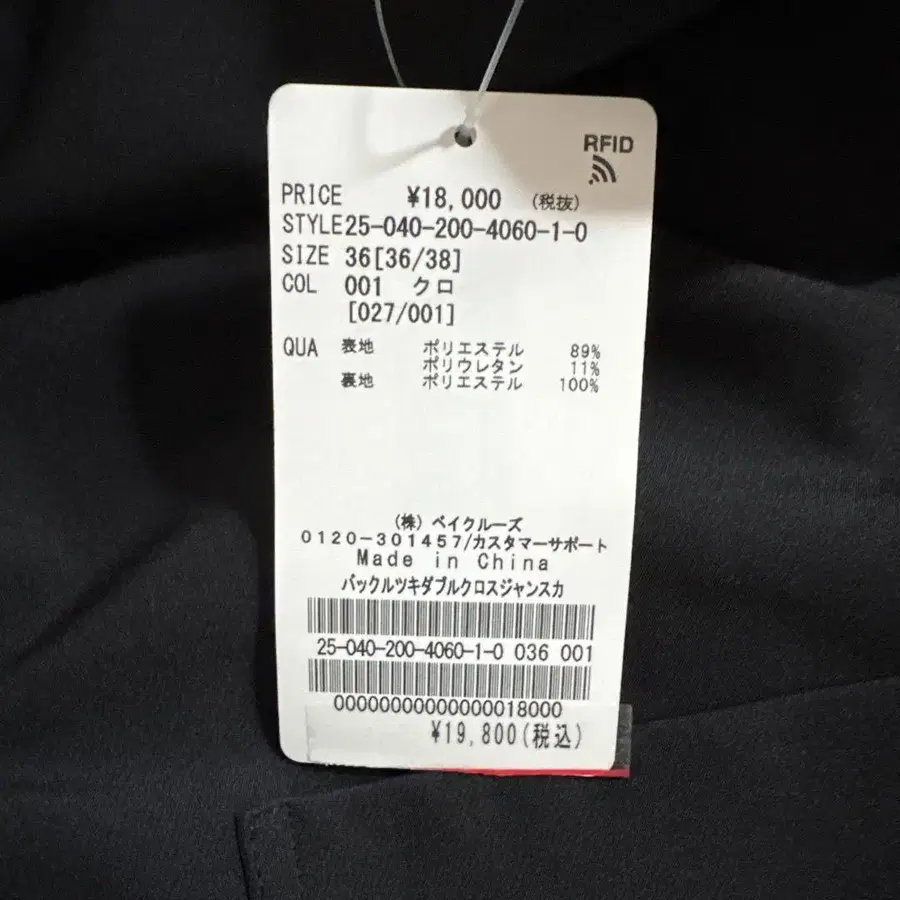 RFID
PRICE ¥18,000 (税抜)
STYLE25-040-200-4060-1-0
SIZE 36[36/38]
COL 001 クロ
[027/001]
QUA 表地 ポリエステル 89%
ポリウレタン 11%
裏地 ポリエステル 100%
(株) ベイクルーズ
0120-301457/カスタマーサポート
Made in China
バックルツキダブルクロスジャンスカ
25-040-200-4060-1-0 036 001
00000000000000018000
¥19,800(税込)